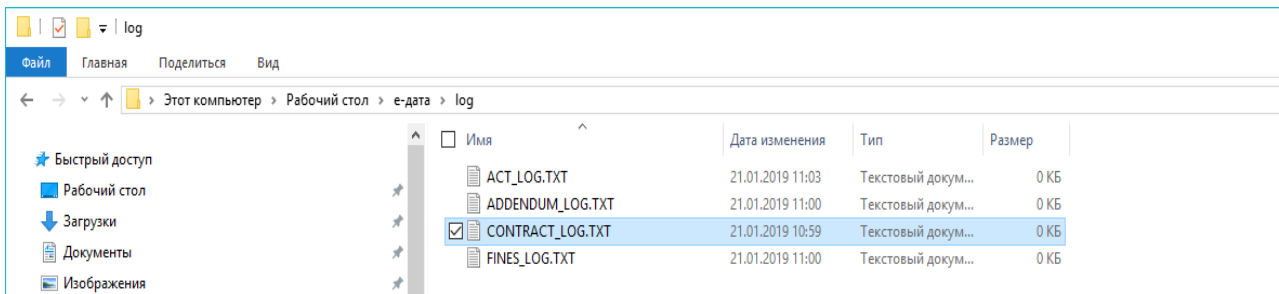 log
Файл Главная Поделиться Вид
Этот компьютер > Рабочий стол > е-дата > log
Имя Дата изменения Тип Размер
Быстрый доступ
Рабочий стол
Загрузки
Документы
Изображения
ACT_LOG.TXT 21.01.2019 11:03 Текстовый докум... 0 КБ
ADDENDUM_LOG.TXT 21.01.2019 11:00 Текстовый докум... 0 КБ
CONTRACT_LOG.TXT 21.01.2019 10:59 Текстовый докум... 0 КБ
FINES_LOG.TXT 21.01.2019 11:00 Текстовый докум... 0 КБ